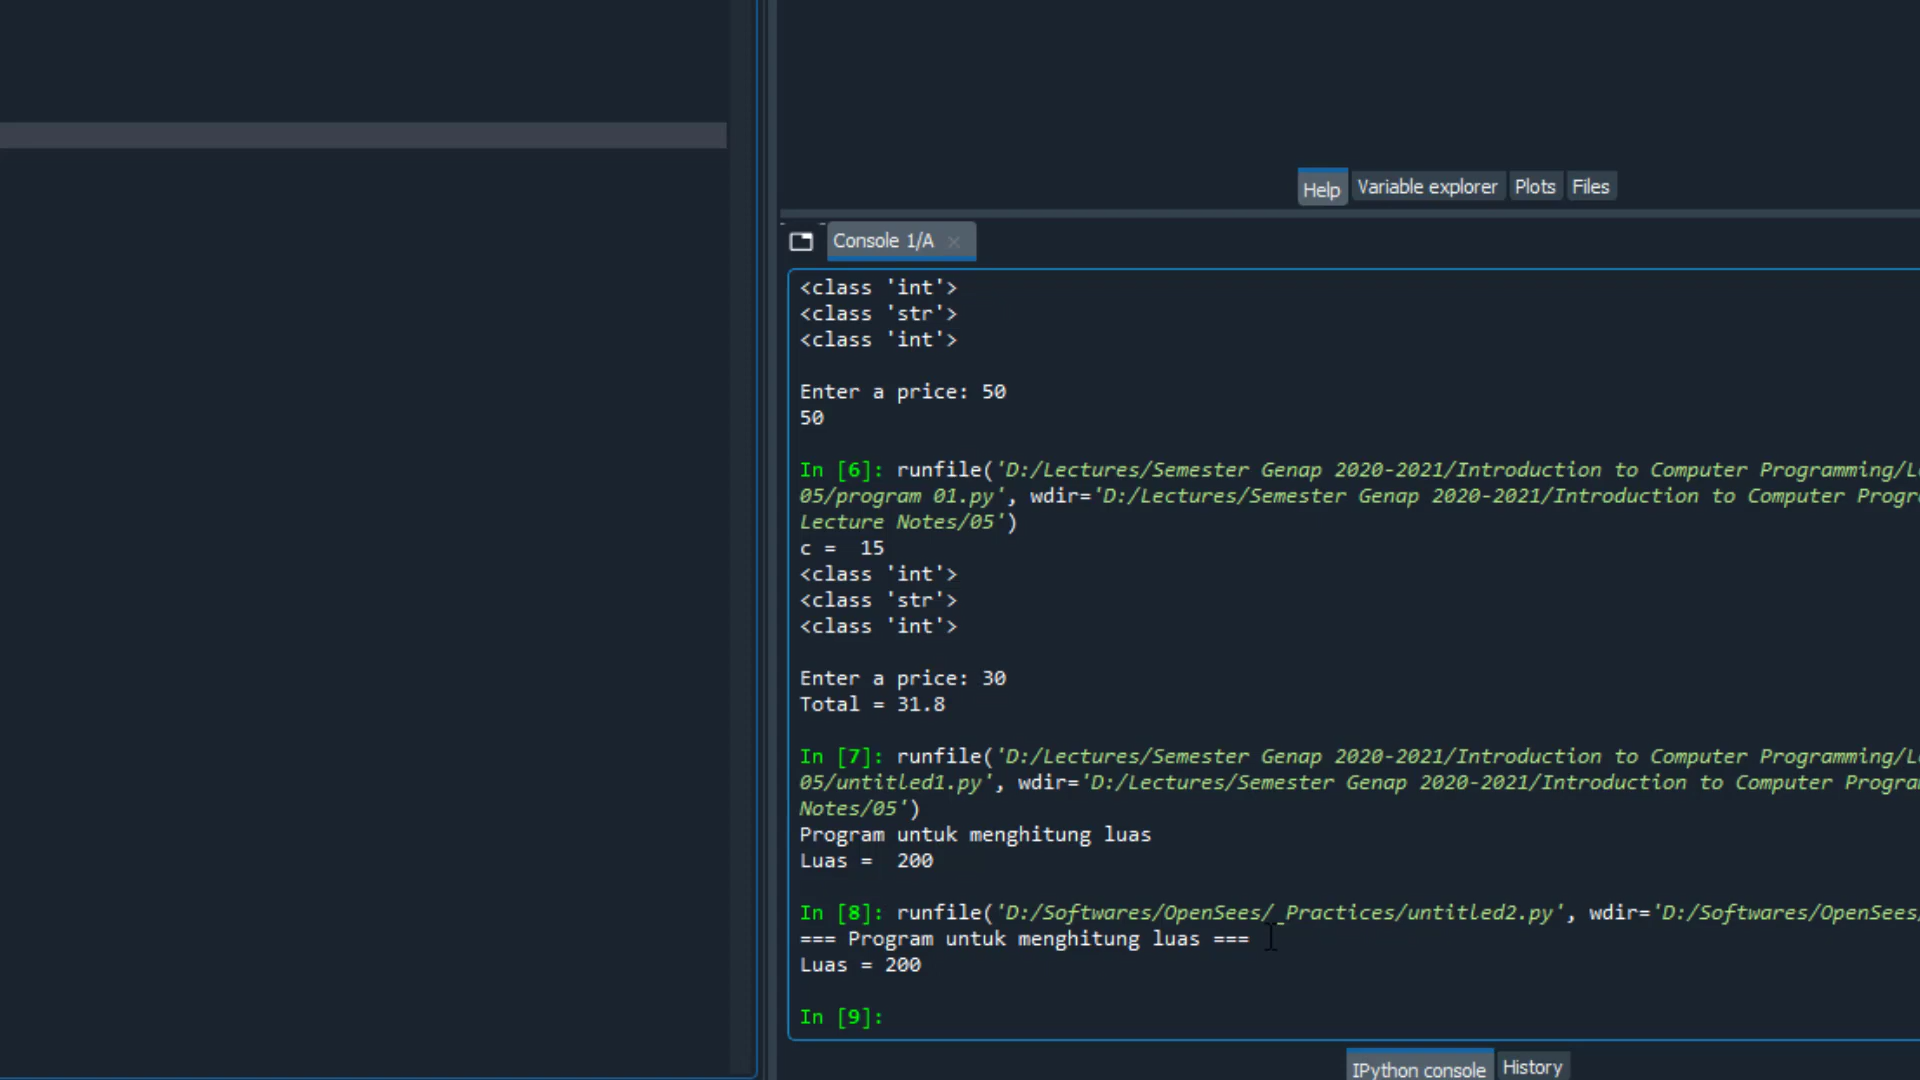 Help Variable explorer Plots Files
Console 1/A
<class 'int'>
<class 'str'>
<class 'int'>
Enter a price: 50
50
In [6]: runfile('D:/Lectures/Semester Genap 2020-2021/Introduction to Computer Programming/
05/program 01.py', wdir='D:/Lectures/Semester Genap 2020-2021/Introduction to Computer
Lecture Notes/05')
c =  15
<class 'int'>
<class 'str'>
<class 'int'>
Enter a price: 30
Total = 31.8
In [7]: runfile('D:/Lectures/Semester Genap 2020-2021/Introduction to Computer Programming/
05/untitled1.py', wdir='D:/Lectures/Semester Genap 2020-2021/Introduction to Computer
Notes/05')
Program untuk menghitung luas
Luas =  200
In [8]: runfile('D:/Softwares/OpenSees/_Practices/untitled2.py', wdir='D:/Softwares/OpenSees
=== Program untuk menghitung luas ===
Luas = 200
In [9]:
IPython console History